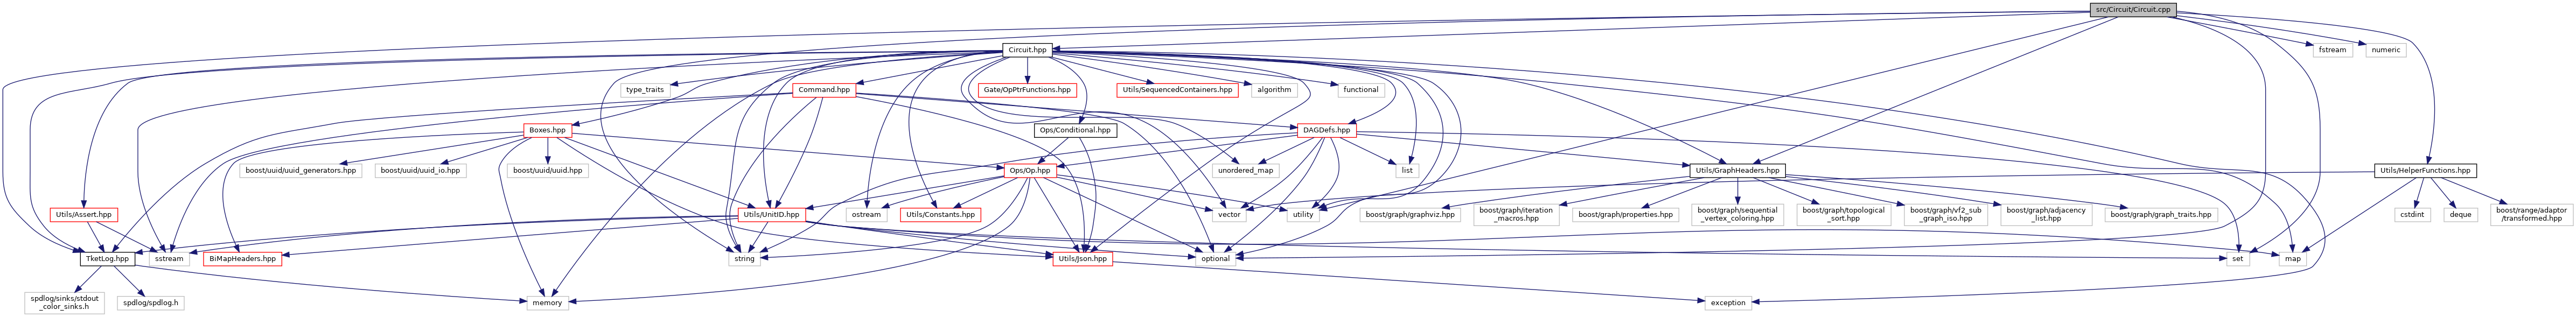 src/Circuit/Circuit.cpp
Circuit.hpp
fstream
numeric
type_traits
Command.hpp
Gate/OpPtrFunctions.hpp
Utils/SequencedContainers.hpp
algorithm
functional
Boxes.hpp
Ops/Conditional.hpp
DAGDefs.hpp
boost/uuid/uuid_generators.hpp
boost/uuid/uuid_io.hpp
boost/uuid/uuid.hpp
Ops/Op.hpp
unordered_map
list
Utils/GraphHeaders.hpp
Utils/HelperFunctions.hpp
Utils/Assert.hpp
Utils/UnitID.hpp
ostream
Utils/Constants.hpp
vector
utility
boost/graph/graphviz.hpp
boost/graph/iteration
_macros.hpp
boost/graph/properties.hpp
boost/graph/sequential
_vertex_coloring.hpp
boost/graph/topological
_sort.hpp
boost/graph/vf2_sub
_graph_iso.hpp
boost/graph/adjacency
_list.hpp
boost/graph/graph_traits.hpp
cstdint
deque
boost/range/adaptor
/transformed.hpp
TketLog.hpp
sstream
BiMapHeaders.hpp
string
Utils/Json.hpp
optional
set
map
spdlog/sinks/stdout
_color_sinks.h
spdlog/spdlog.h
memory
exception